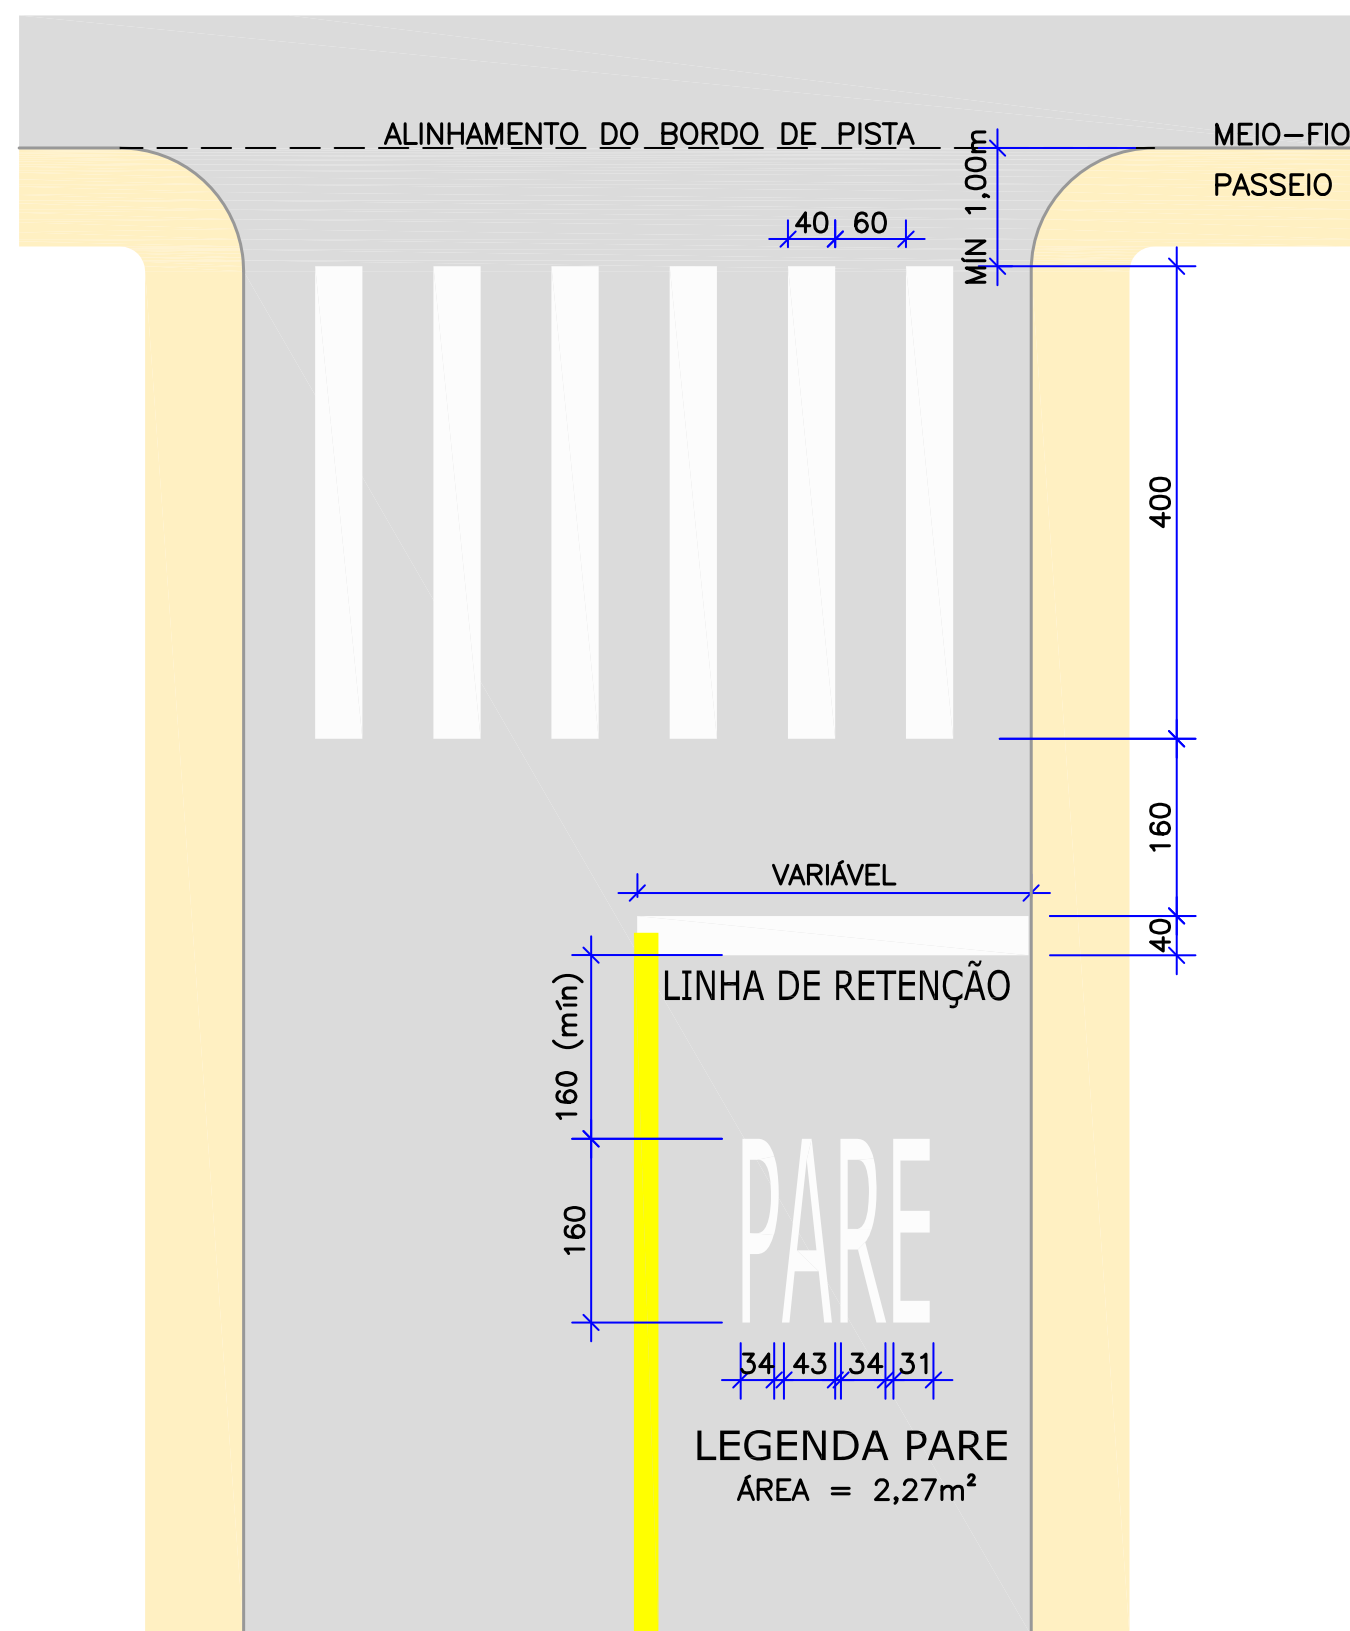 ALINHAMENTO DO BORDO DE PISTA
MEIO-FIO
PASSEIO
MÍN 1,00m
40
60
400
160
VARIÁVEL
40
LINHA DE RETENÇÃO
160 (mín)
PARE
160
34
43
34
31
LEGENDA PARE
ÁREA = 2,27m²